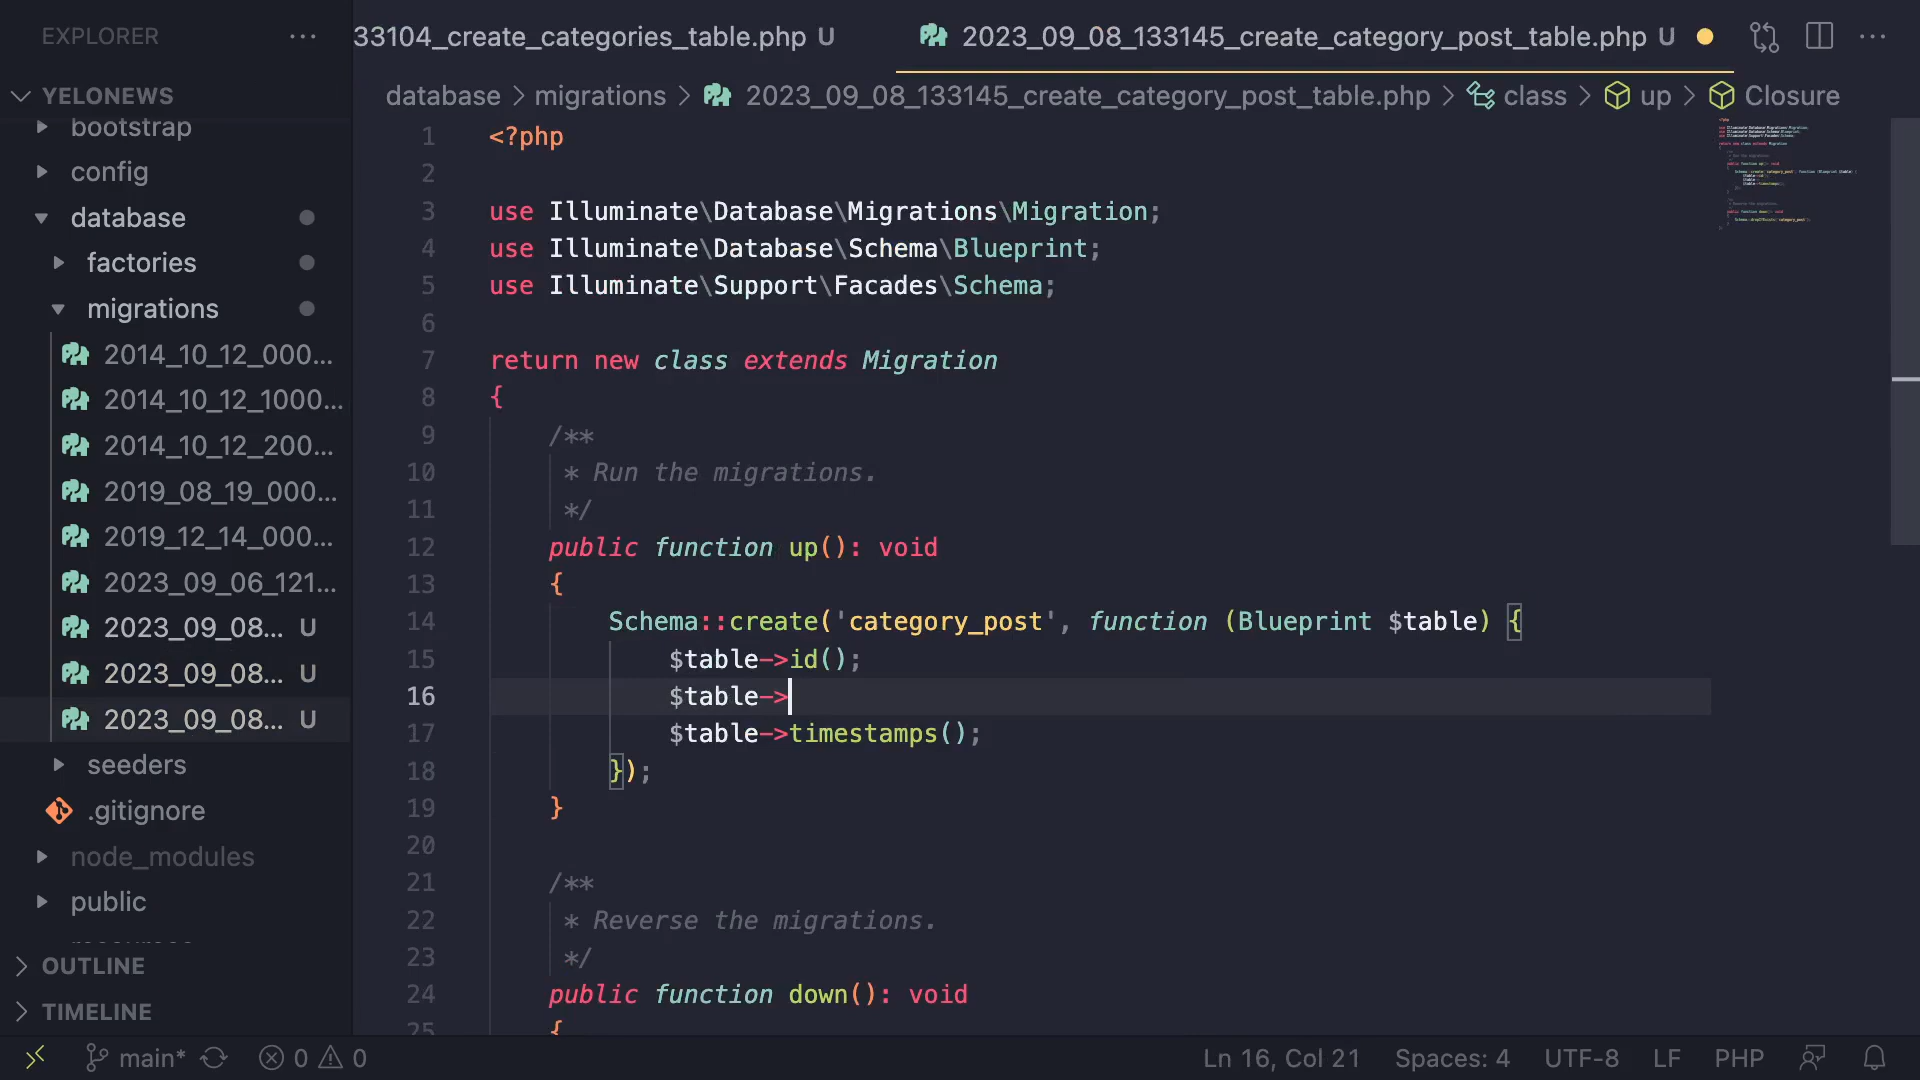 EXPLORER
YELONEWS
bootstrap
config
database
factories
migrations
2014_10_12_000...
2014_10_12_1000...
2014_10_12_200...
2019_08_19_000...
2019_12_14_000...
2023_09_06_121...
2023_09_08... U
2023_09_08... U
2023_09_08... U
seeders
.gitignore
node_modules
public
OUTLINE
TIMELINE
33104_create_categories_table.php U
2023_09_08_133145_create_category_post_table.php U
database > migrations > 2023_09_08_133145_create_category_post_table.php > class > up > Closure
1 <?php
2
3 use Illuminate\Database\Migrations\Migration;
4 use Illuminate\Database\Schema\Blueprint;
5 use Illuminate\Support\Facades\Schema;
6
7 return new class extends Migration
8 {
9 /**
10 * Run the migrations.
11 */
12 public function up(): void
13 {
14 Schema::create('category_post', function (Blueprint $table) {
15 $table->id();
16 $table->
17 $table->timestamps();
18 });
19 }
20
21 /**
22 * Reverse the migrations.
23 */
24 public function down(): void
25 {
main* 0 0
Ln 16, Col 21 Spaces: 4 UTF-8 LF PHP